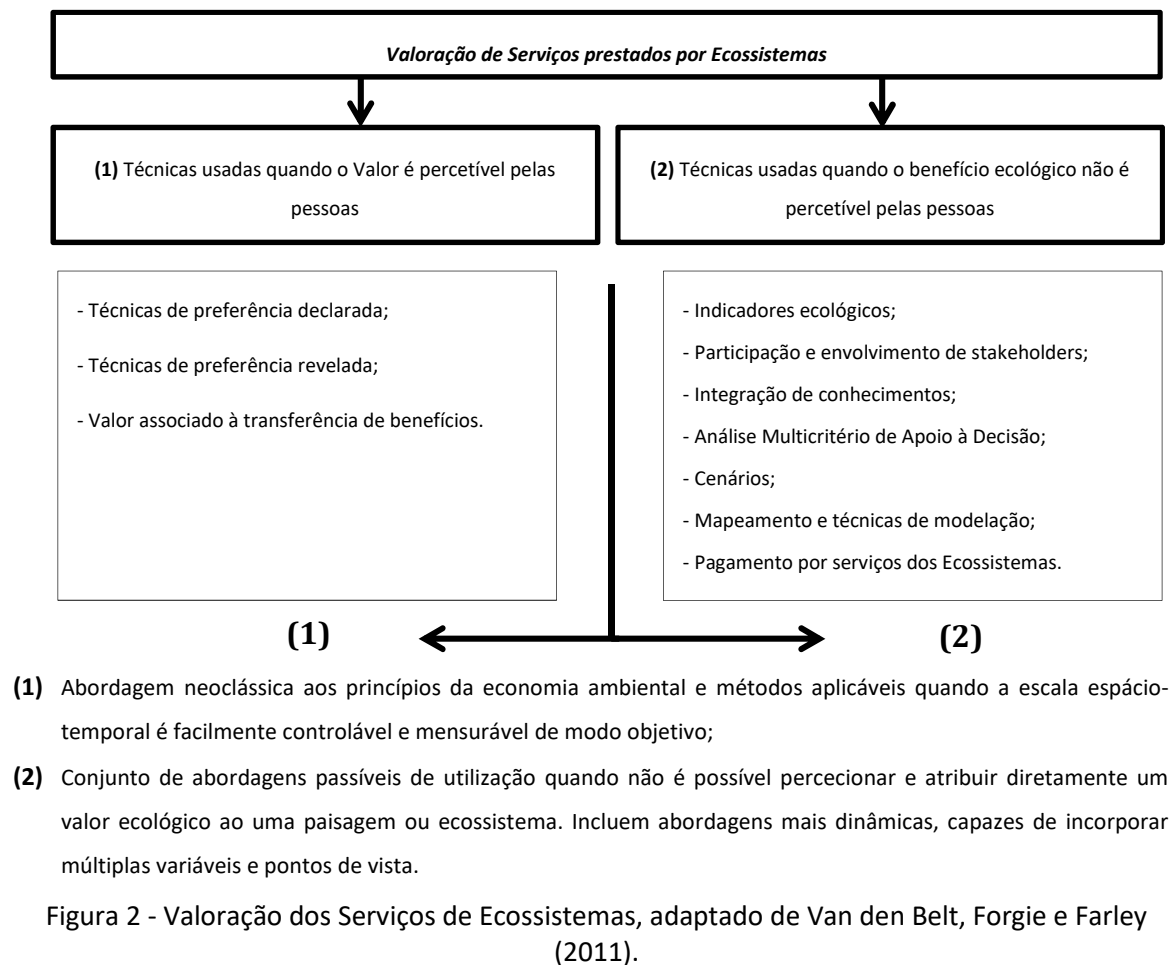 Valoração de Serviços prestados por Ecossistemas
(1) Técnicas usadas quando o Valor é percetível pelas
pessoas
(2) Técnicas usadas quando o benefício ecológico não é
percetível pelas pessoas
- Técnicas de preferência declarada;
- Técnicas de preferência revelada;
- Valor associado à transferência de benefícios.
- Indicadores ecológicos;
- Participação e envolvimento de stakeholders;
- Integração de conhecimentos;
- Análise Multicritério de Apoio à Decisão;
- Cenários;
- Mapeamento e técnicas de modelação;
- Pagamento por serviços dos Ecossistemas.
(1)
(2)
(1) Abordagem neoclássica aos princípios da economia ambiental e métodos aplicáveis quando a escala espácio-
temporal é facilmente controlável e mensurável de modo objetivo;
(2) Conjunto de abordagens passíveis de utilização quando não é possível percecionar e atribuir diretamente um
valor ecológico ao uma paisagem ou ecossistema. Incluem abordagens mais dinâmicas, capazes de incorporar
múltiplas variáveis e pontos de vista.
Figura 2 - Valoração dos Serviços de Ecossistemas, adaptado de Van den Belt, Forgie e Farley
(2011).